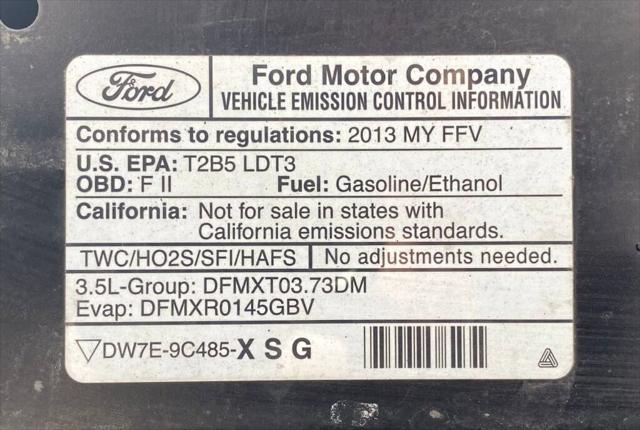 Ford
Ford Motor Company
VEHICLE EMISSION CONTROL INFORMATION
Conforms to regulations: 2013 MY FFV
U.S. EPA: T2B5 LDT3
OBD: F II Fuel: Gasoline/Ethanol
California: Not for sale in states with
California emissions standards.
TWC/HO2S/SFI/HAFS No adjustments needed.
3.5L-Group: DFMXT03.73DM
Evap: DFMXR0145GBV
▽DW7E-9C485-X S G